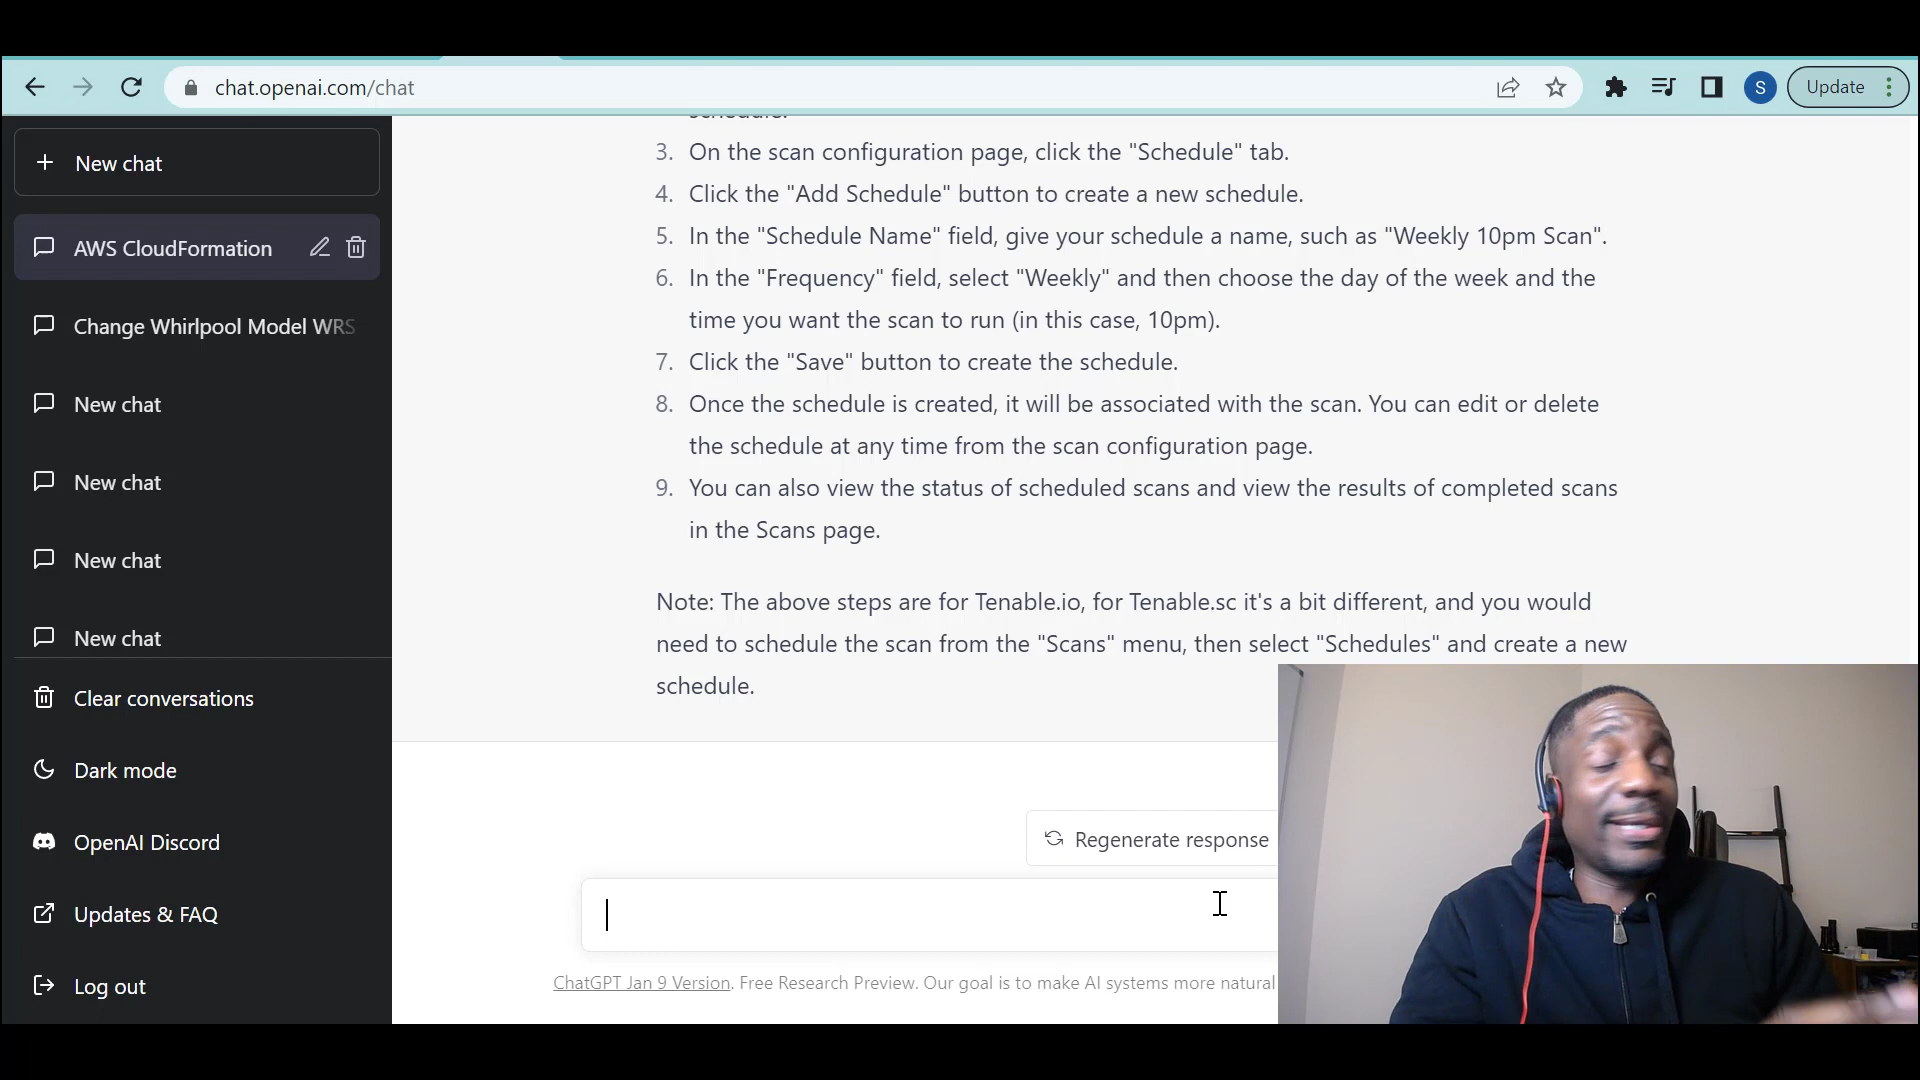 chat.openai.com/chat
S
Update
New chat
AWS CloudFormation
Change Whirlpool Model WRS
New chat
New chat
New chat
New chat
Clear conversations
Dark mode
OpenAI Discord
Updates & FAQ
Log out
schedule.
3. On the scan configuration page, click the "Schedule" tab.
4. Click the "Add Schedule" button to create a new schedule.
5. In the "Schedule Name" field, give your schedule a name, such as "Weekly 10pm Scan".
6. In the "Frequency" field, select "Weekly" and then choose the day of the week and the
time you want the scan to run (in this case, 10pm).
7. Click the "Save" button to create the schedule.
8. Once the schedule is created, it will be associated with the scan. You can edit or delete
the schedule at any time from the scan configuration page.
9. You can also view the status of scheduled scans and view the results of completed scans
in the Scans page.
Note: The above steps are for Tenable.io, for Tenable.sc it's a bit different, and you would
need to schedule the scan from the "Scans" menu, then select "Schedules" and create a new
schedule.
Regenerate response
ChatGPT Jan 9 Version. Free Research Preview. Our goal is to make AI systems more natural